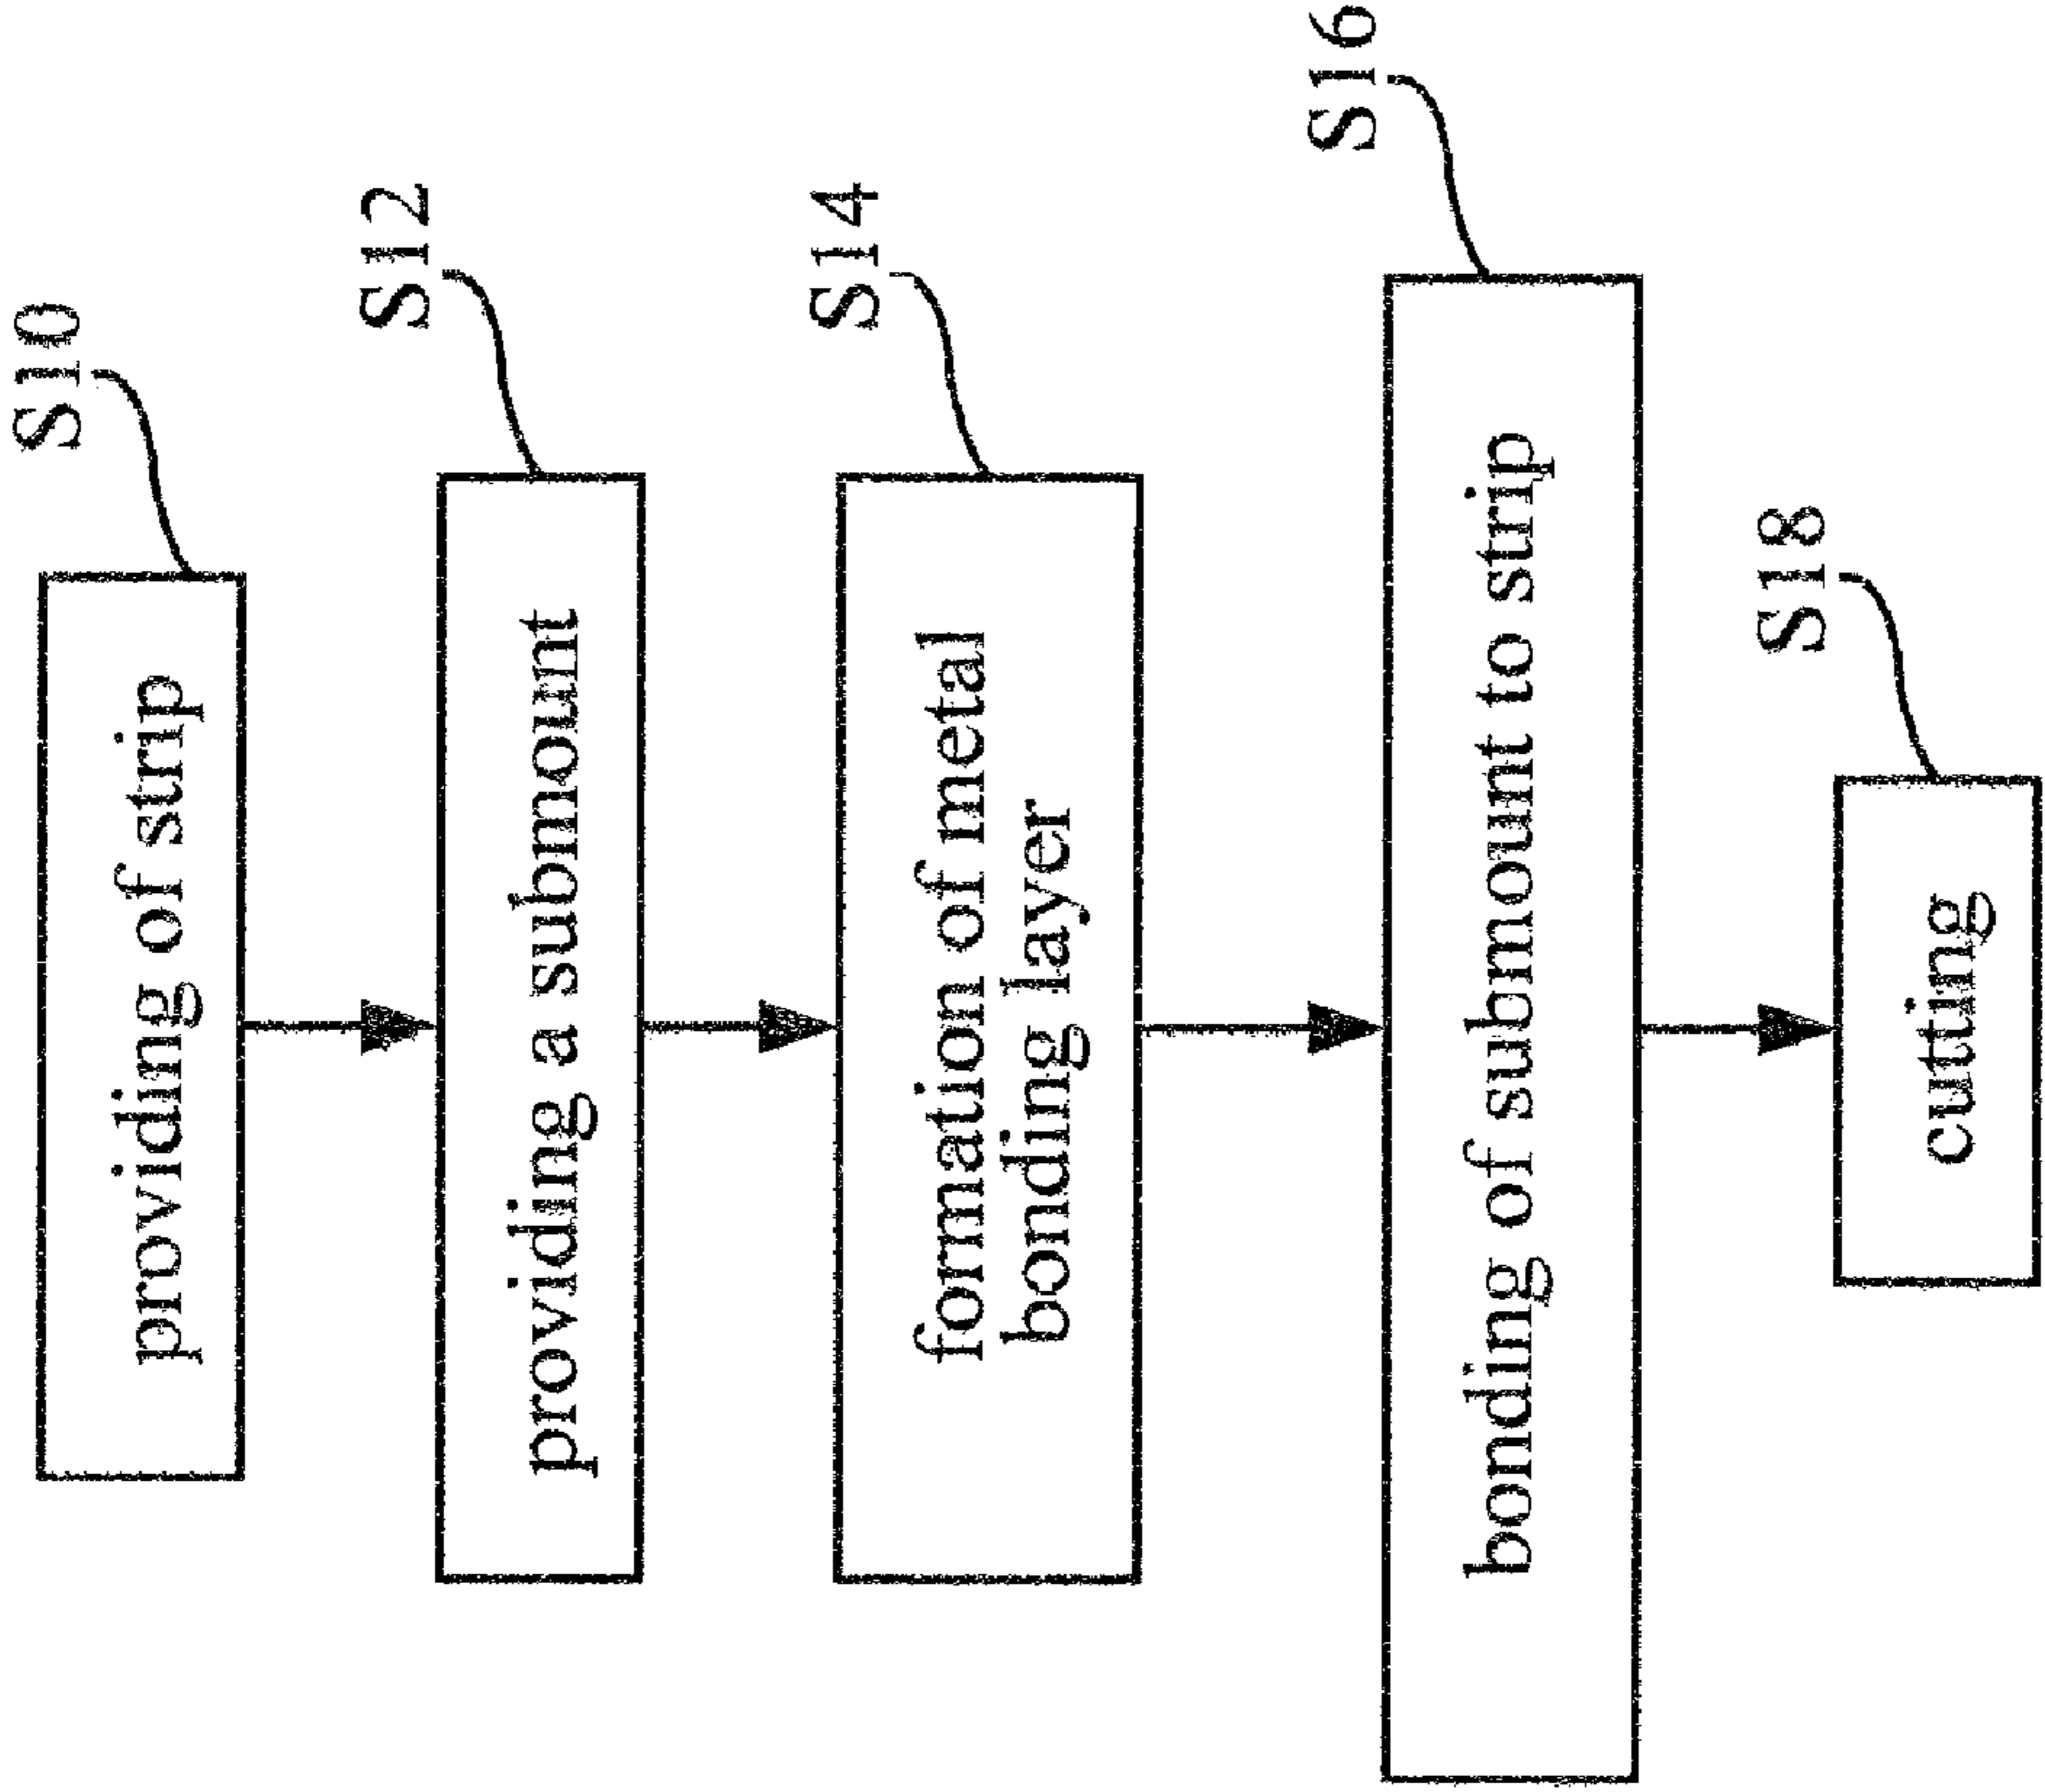 S10
providing of strip
S12
providing a submount
S14
formation of metal
bonding layer
S16
bonding of submount to strip
S18
cutting